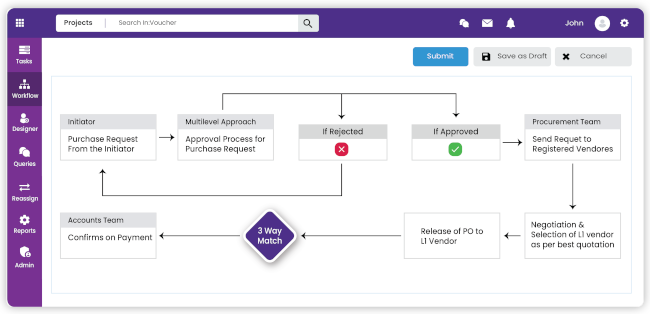 Projects
Search In:Voucher
John
Tasks
Workflow
Designer
Queries
Reassign
Reports
Admin
Submit
Save as Draft
Cancel
Initiator
Purchase Request
From the Initiator
Multilevel Approach
Approval Process for
Purchase Request
If Rejected
If Approved
Procurement Team
Send Requet to
Registered Vendores
Accounts Team
Confirms on Payment
3 Way
Match
Release of PO to
L1 Vendor
Negotiation &
Selection of L1 vendor
as per best quotation